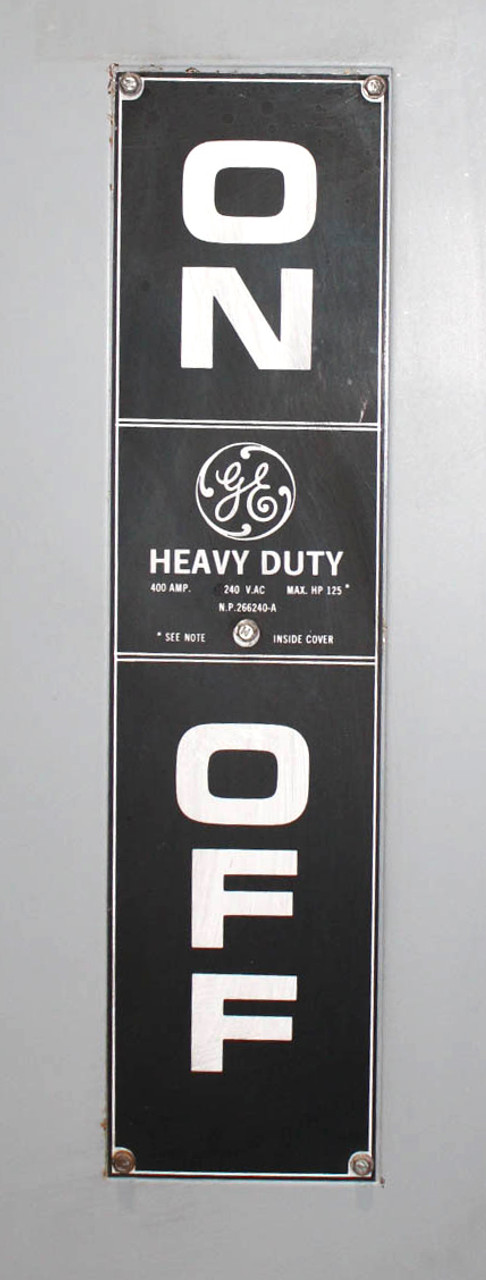 ON
GE
HEAVY DUTY
400 AMP. 240 V.AC MAX. HP 125*
N.P.266240-A
* SEE NOTE INSIDE COVER
OFF